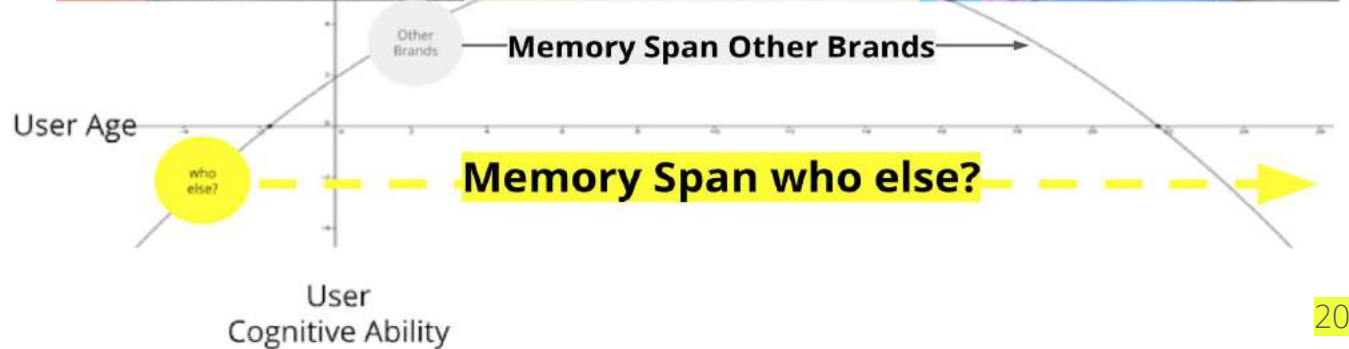 Other
Brands
Memory Span Other Brands
User Age
who
else?
Memory Span who else?
User
Cognitive Ability
20